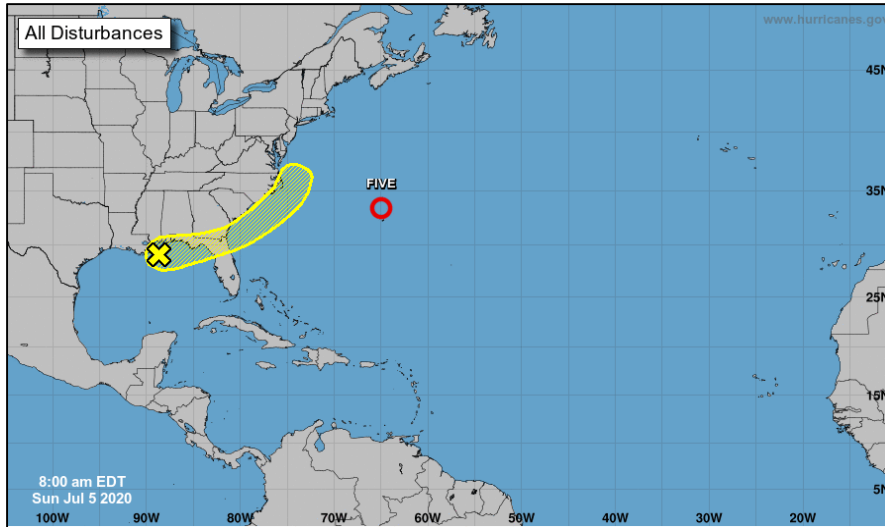 All Disturbances
www.hurricanes.gov
45N
FIVE
35N
25N
15N
8:00 am EDT
Sun Jul 5 2020
5N
100W 90W 80W 70W 60W 50W 40W 30W 20W